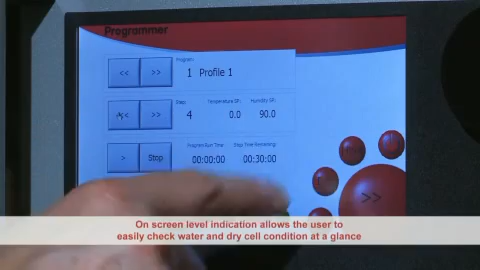 Programmer
<< >> Program: 1 Profile 1
<< >> Step: 4 Temperature SP: 0.0 Humidity SP: 90.0
> Stop Program Run Time: 00:00:00 Step Time Remaining: 00:30:00
>>
On screen level indication allows the user to
easily check water and dry cell condition at a glance